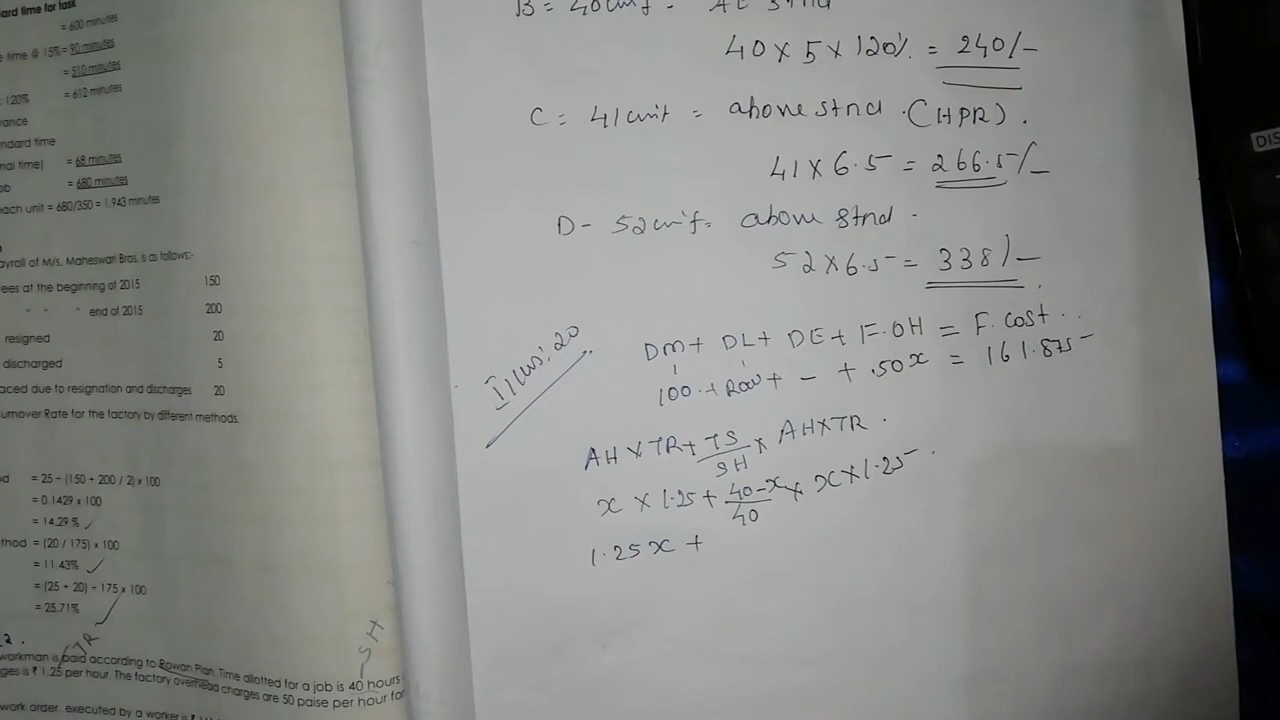 ard time for task
= 600 minutes
e time @ 15% = 90 minutes
= 510 minutes
120%
= 612 minutes
ance
ndard time
mal time)
= 68 minutes
ob
= 680 minutes
each unit = 680/350 = 1.943 minutes
ayroll of M/s. Maheswari Bros. is as follows:-
ees at the beginning of 2015 150
" " " end of 2015 200
resigned 20
discharged 5
aced due to resignation and discharges 20
urnover Rate for the factory by different methods.
d = 25 ÷ (150 + 200 / 2) x 100
= 0.1429 x 100
= 14.29 %
thod = (20 / 175) x 100
= 11.43%
= (25 + 20) ÷ 175 x 100
= 25.71%
2.
TR
SH
workman is paid according to Rowan Plan. Time allotted for a job is 40 hours
ges is ₹ 1.25 per hour. The factory overhead charges are 50 paise per hour for
work order, executed by a worker is ₹
B = 40 unit.
40 x 5 x 120% = 240/-
C = 41 unit = above stnd. (HPR).
41 x 6.5 = 266.5/-
D - 52 unit = above stnd.
52 x 6.5 = 338/-
Illus: 20
DM + DL + DE + F.OH = F. cost..
100. + Row + - + .50x = 161.875-
AH x TR + TS/SH x AH x TR.
x x 1.25 + 40-x/40 x x x 1.25.
1.25x +
DIS